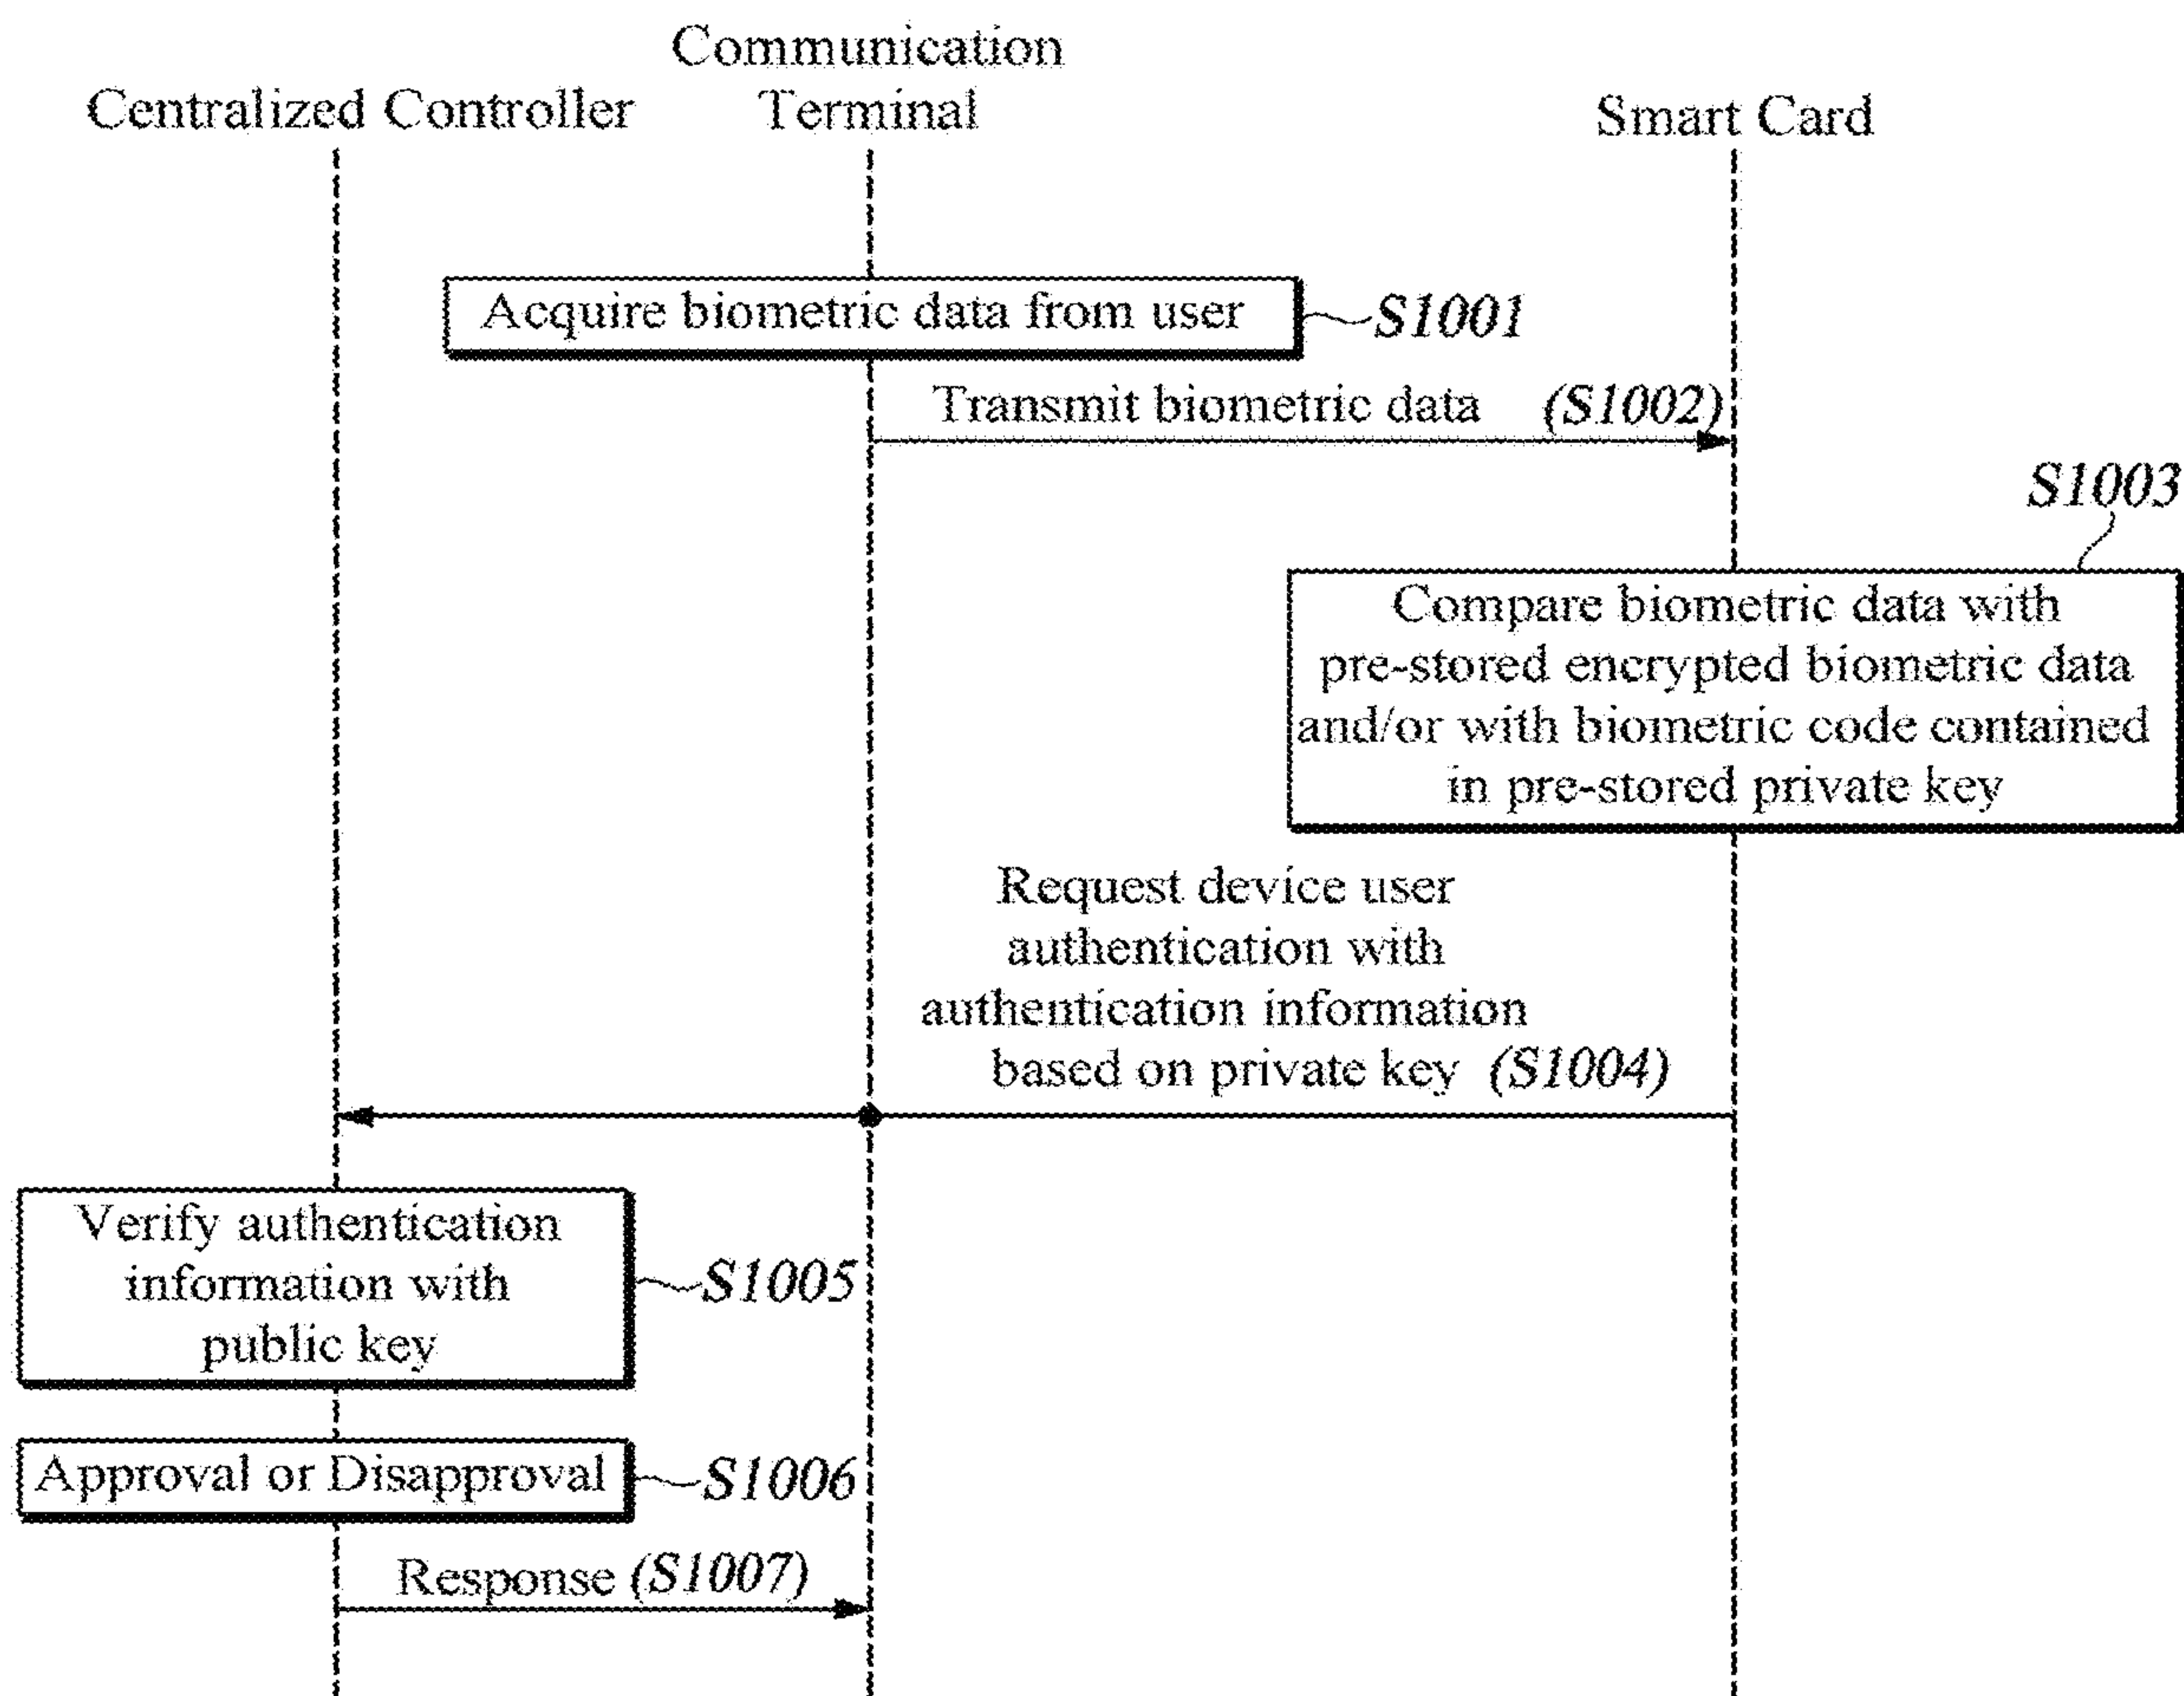 Communication
Centralized Controller
Terminal
Smart Card
Acquire biometric data from user
S1001
Transmit biometric data (S1002)
S1003
Compare biometric data with
pre-stored encrypted biometric data
and/or with biometric code contained
in pre-stored private key
Request device user
authentication with
authentication information
based on private key (S1004)
Verify authentication
information with
public key
S1005
Approval or Disapproval
S1006
Response (S1007)